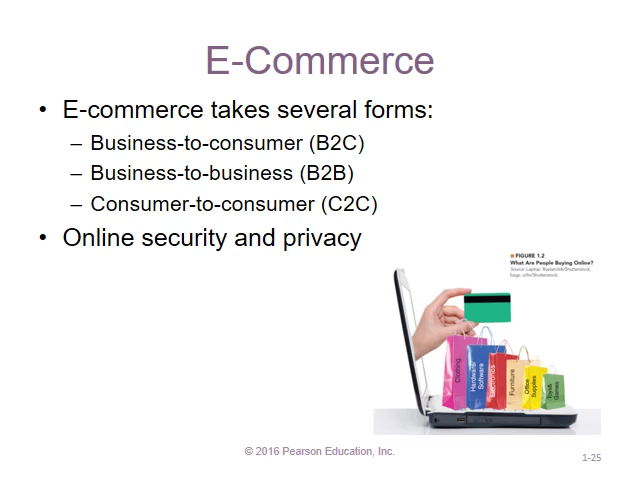 E-Commerce
• E-commerce takes several forms:
– Business-to-consumer (B2C)
– Business-to-business (B2B)
– Consumer-to-consumer (C2C)
• Online security and privacy
■ FIGURE 1.2
What Are People Buying Online?
Source: Laptop: Ruslanchik/Shutterstock,
bags: urfin/Shutterstock.
Clothing
Hardware/
Software
Electronics
Furniture
Office
Supplies
Toys/
Games
© 2016 Pearson Education, Inc.
1-25